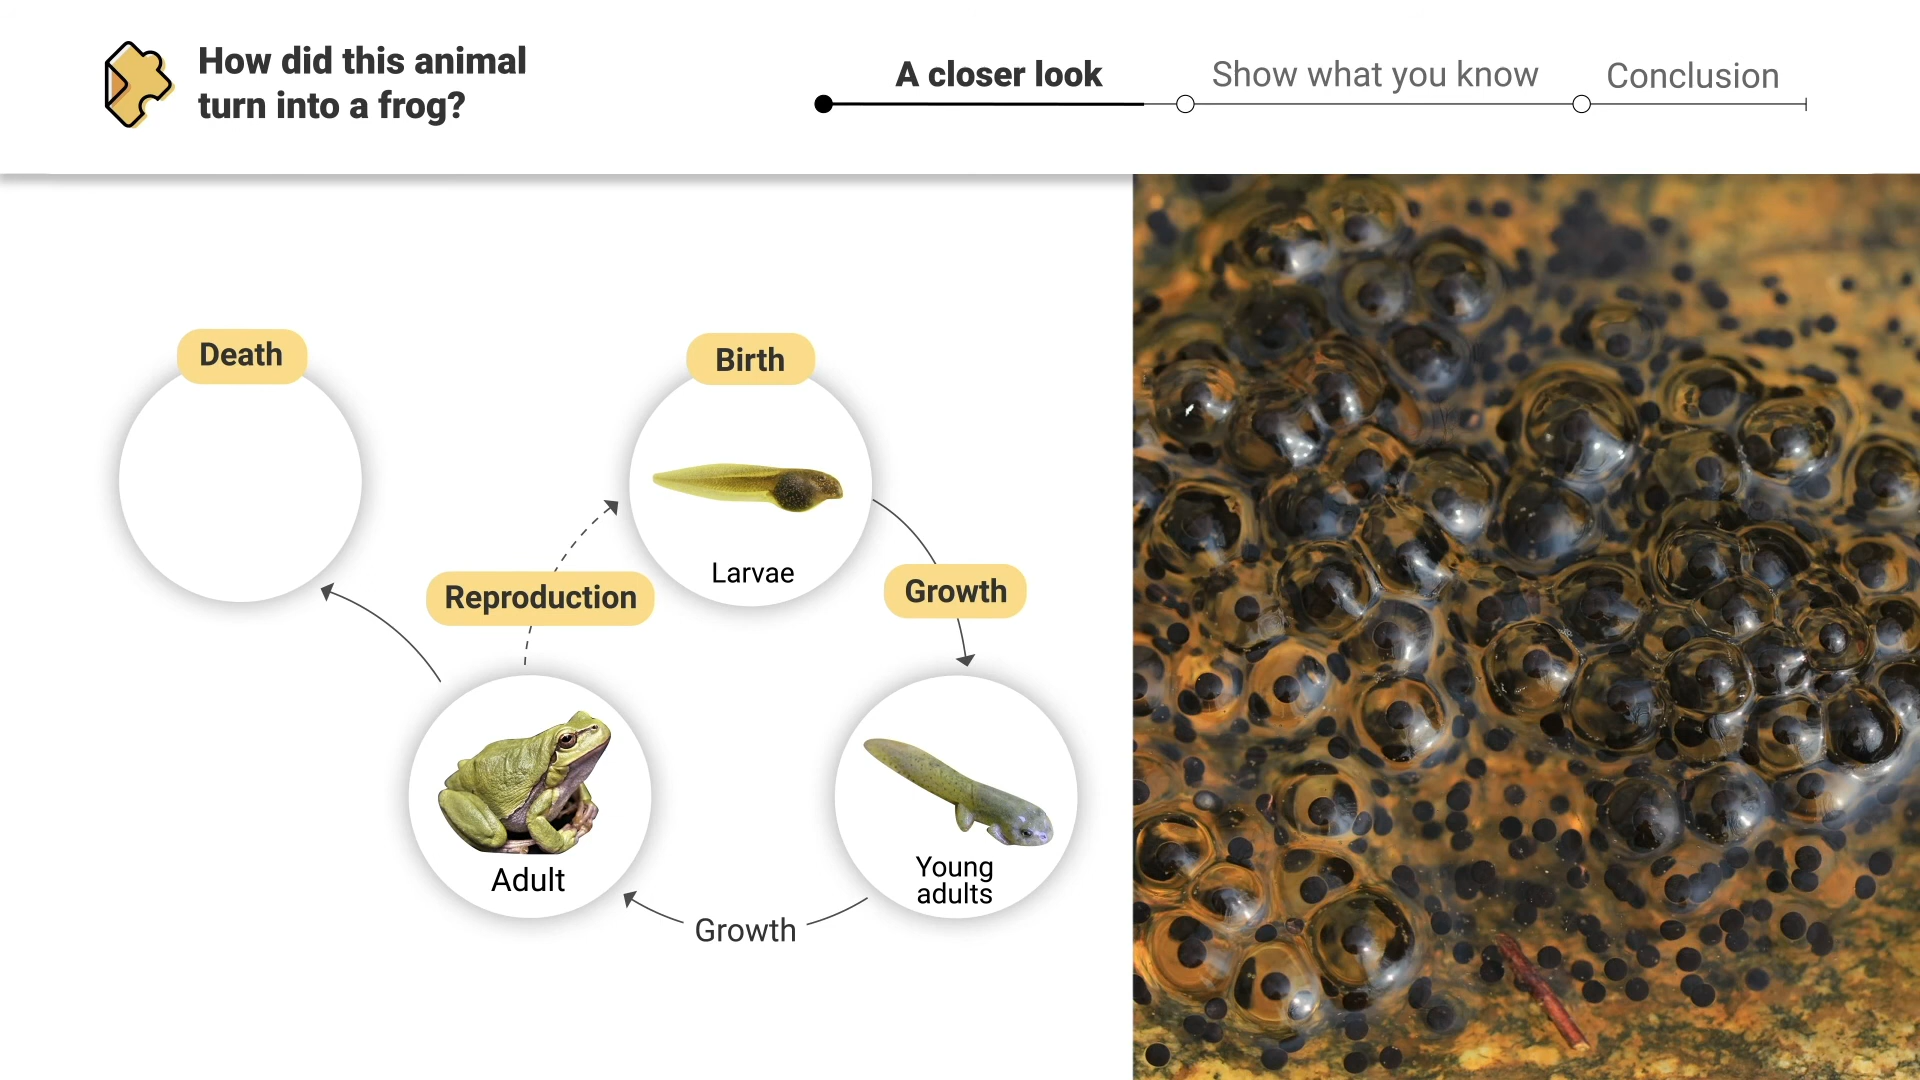 How did this animal
turn into a frog?
A closer look
Show what you know
Conclusion
Death
Birth
Larvae
Reproduction
Growth
Adult
Young
adults
Growth